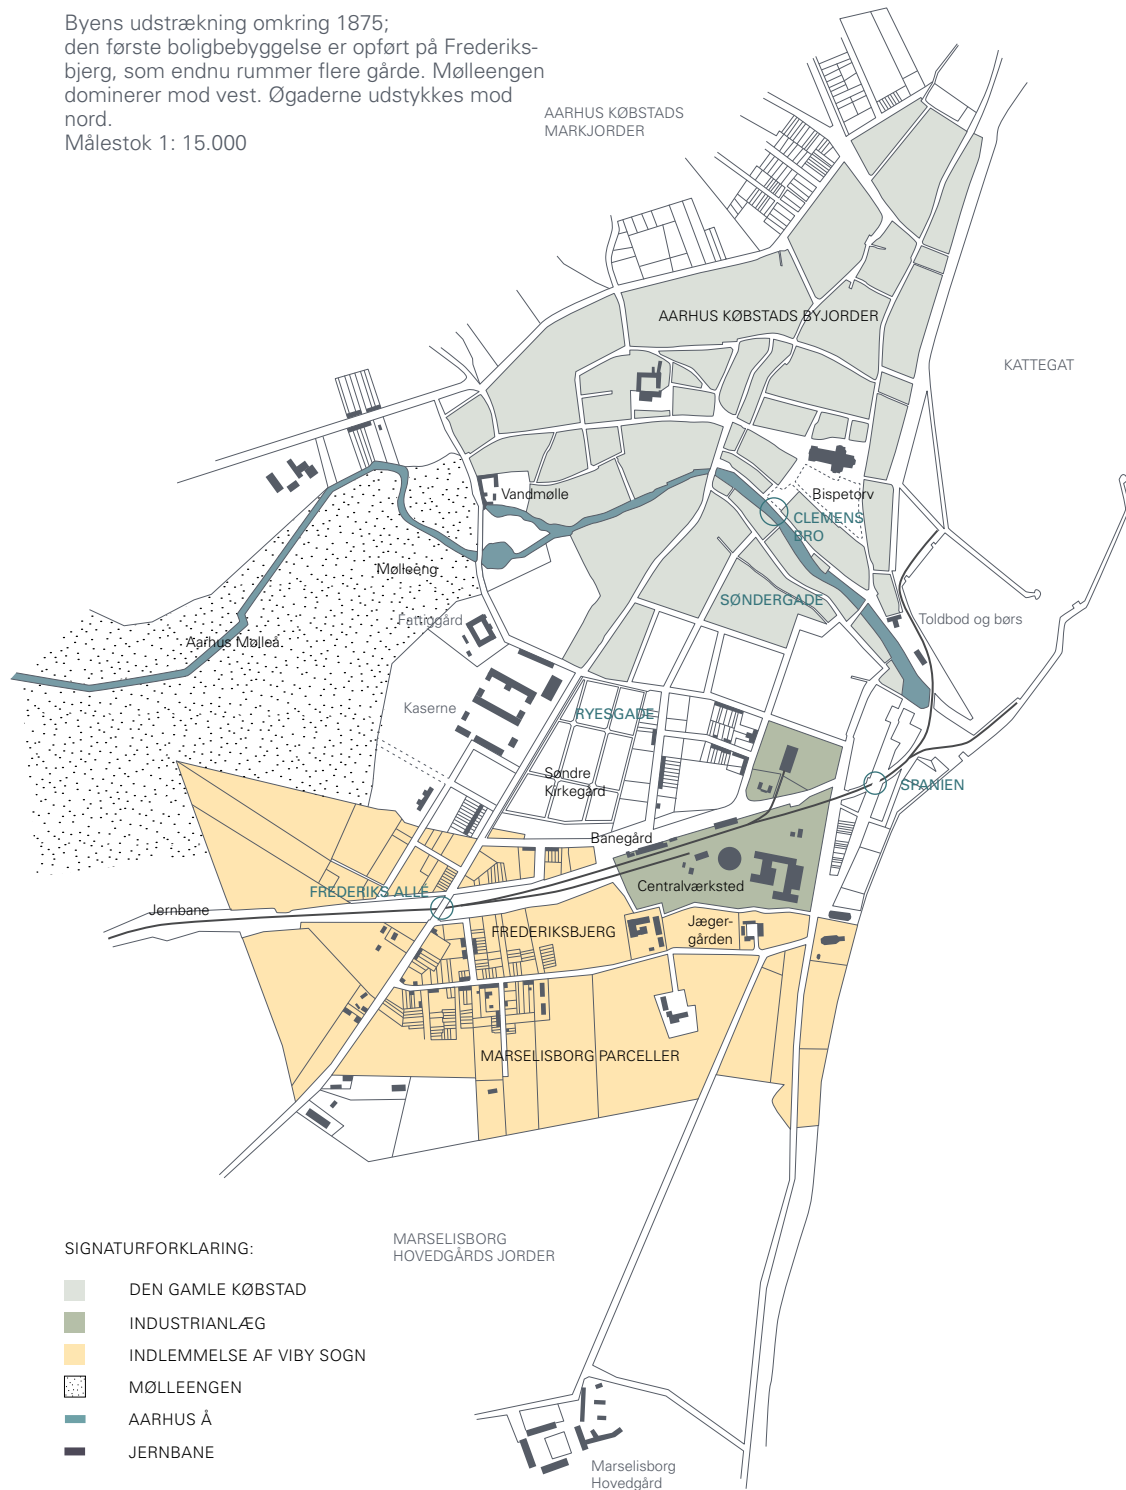 Byens udstrækning omkring 1875;
den første boligbebyggelse er opført på Frederiks-
bjerg, som endnu rummer flere gårde. Mølleengen
dominerer mod vest. Øgaderne udstykkes mod
nord.
Målestok 1: 15.000
AARHUS KØBSTADS
MARKJORDER
AARHUS KØBSTADS BYJORDER
KATTEGAT
Vandmølle
Bispetorv
CLEMENS
BRO
Mølleeng
SØNDERGADE
Fattiggård
Toldbod og børs
Aarhus Mølleå
Kaserne
RYESGADE
Søndre
Kirkegård
SPANIEN
Banegård
Centralværksted
FREDERIKS ALLÉ
Jernbane
FREDERIKSBJERG
Jæger-
gården
MARSELISBORG PARCELLER
MARSELISBORG
HOVEDGÅRDS JORDER
SIGNATURFORKLARING:
DEN GAMLE KØBSTAD
INDUSTRIANLÆG
INDLEMMELSE AF VIBY SOGN
MØLLEENGEN
AARHUS Å
JERNBANE
Marselisborg
Hovedgård